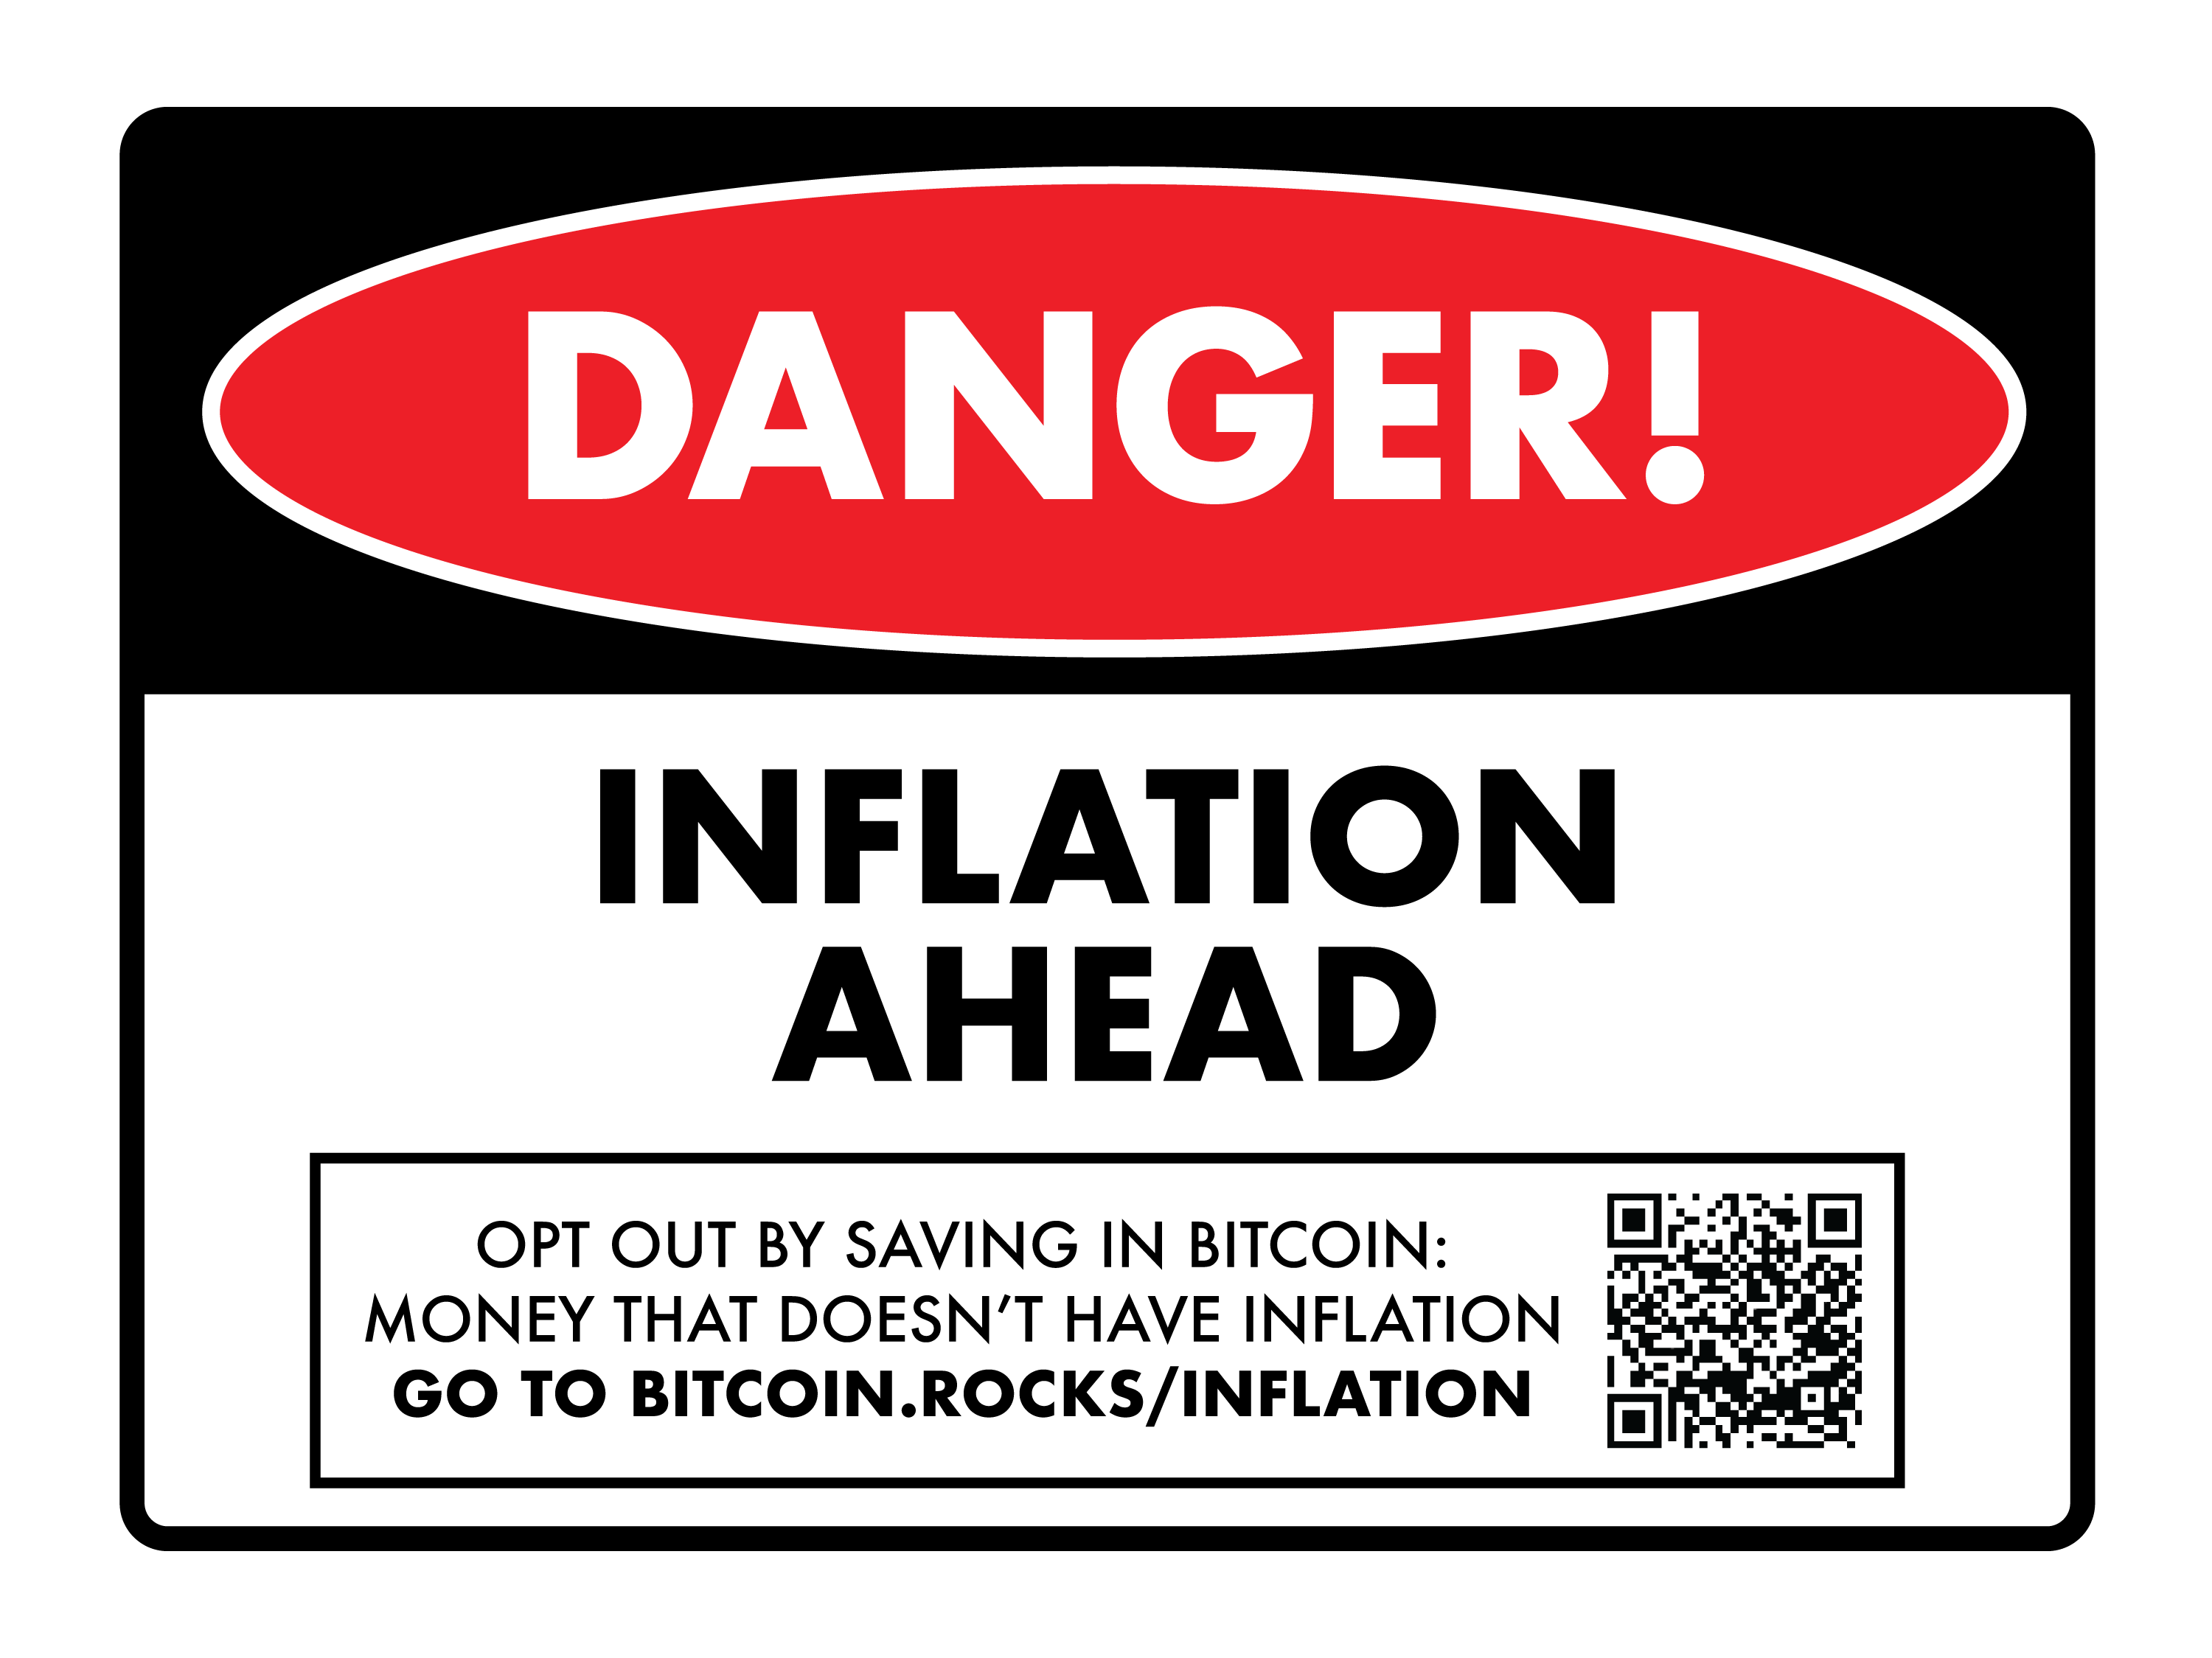 DANGER!
INFLATION
AHEAD
OPT OUT BY SAVING IN BITCOIN:
MONEY THAT DOESN'T HAVE INFLATION
GO TO BITCOIN.ROCKS/INFLATION